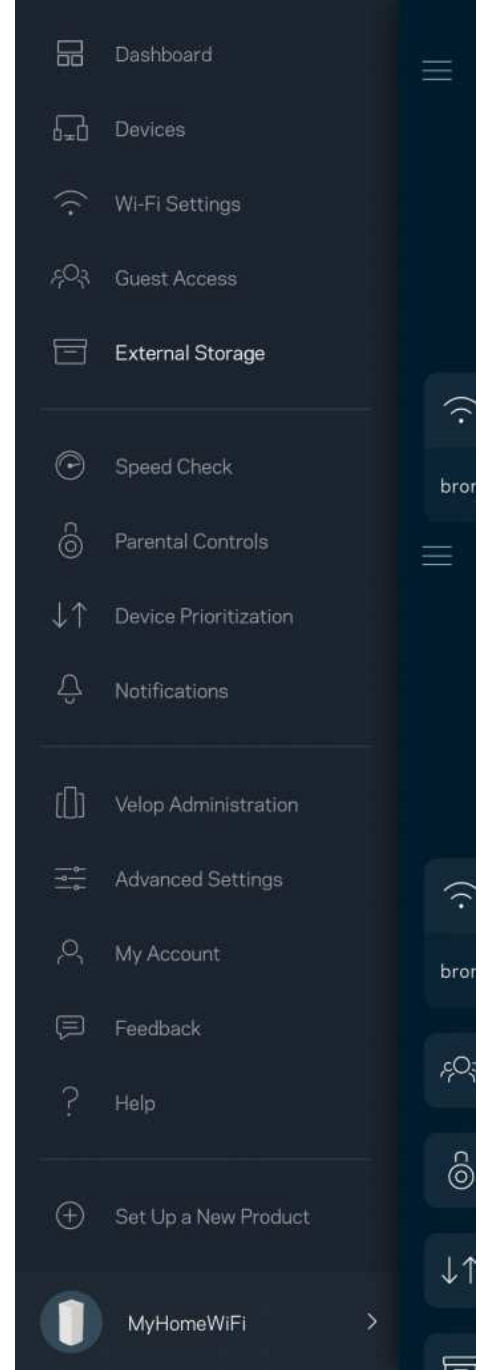 Dashboard
Devices
Wi-Fi Settings
Guest Access
External Storage
Speed Check
Parental Controls
Device Prioritization
Notifications
Velop Administration
Advanced Settings
My Account
Feedback
Help
Set Up a New Product
MyHomeWiFi